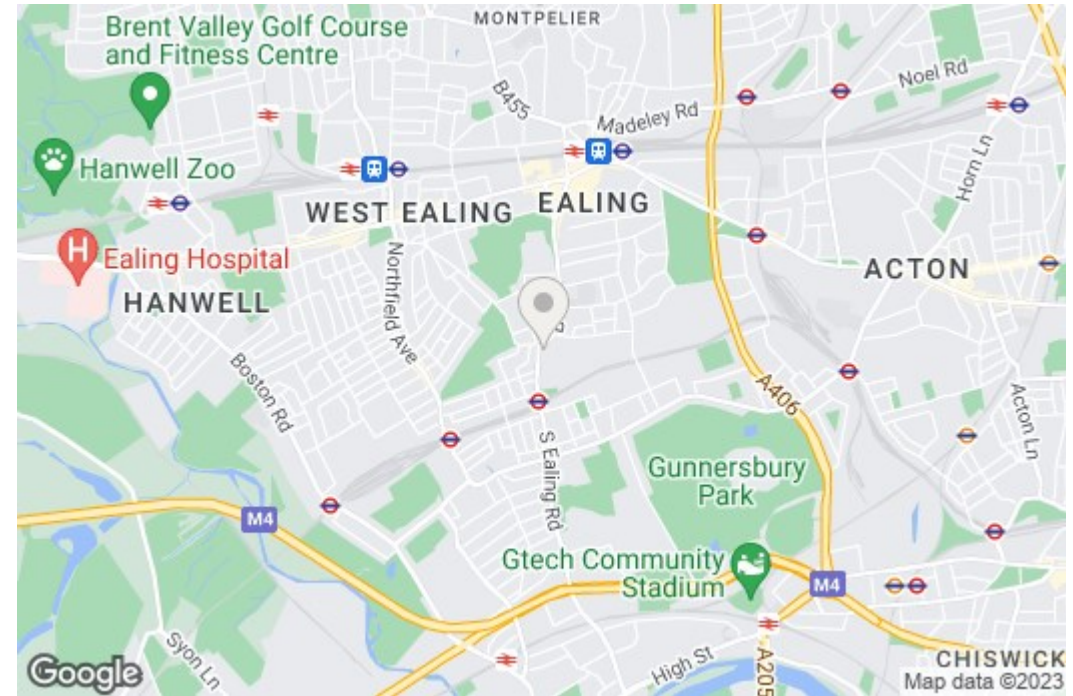 MONTPELIER
Brent Valley Golf Course
and Fitness Centre
Noel Rd
B455
Madeley Rd
Horn Ln
Hanwell Zoo
WEST EALING
EALING
Ealing Hospital
H
HANWELL
Northfield Ave
ACTON
Boston Rd
A406
Acton Ln
S Ealing Rd
Gunnersbury
Park
M4
Gtech Community
Stadium
M4
Syon Ln
High St
A205
CHISWICK
Google
Map data ©2023